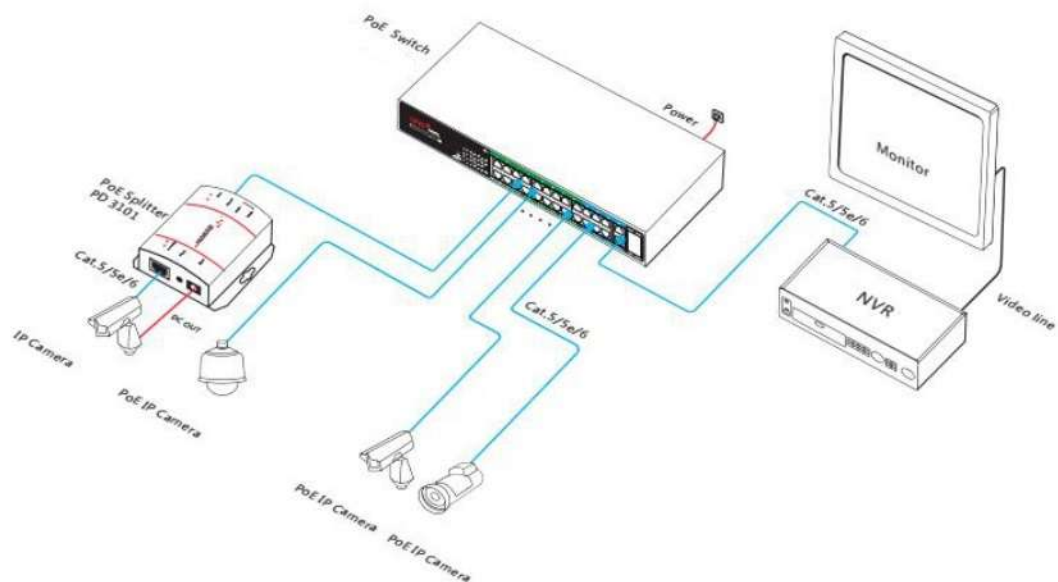 PoE Switch
Power
Monitor
PoE Splitter
PD 3101
Cat.5/5e/6
Cat.5/5e/6
DC OUT
IP Camera
PoE IP Camera
Cat.5/5e/6
NVR
Video line
PoE IP Camera
PoE IP Camera